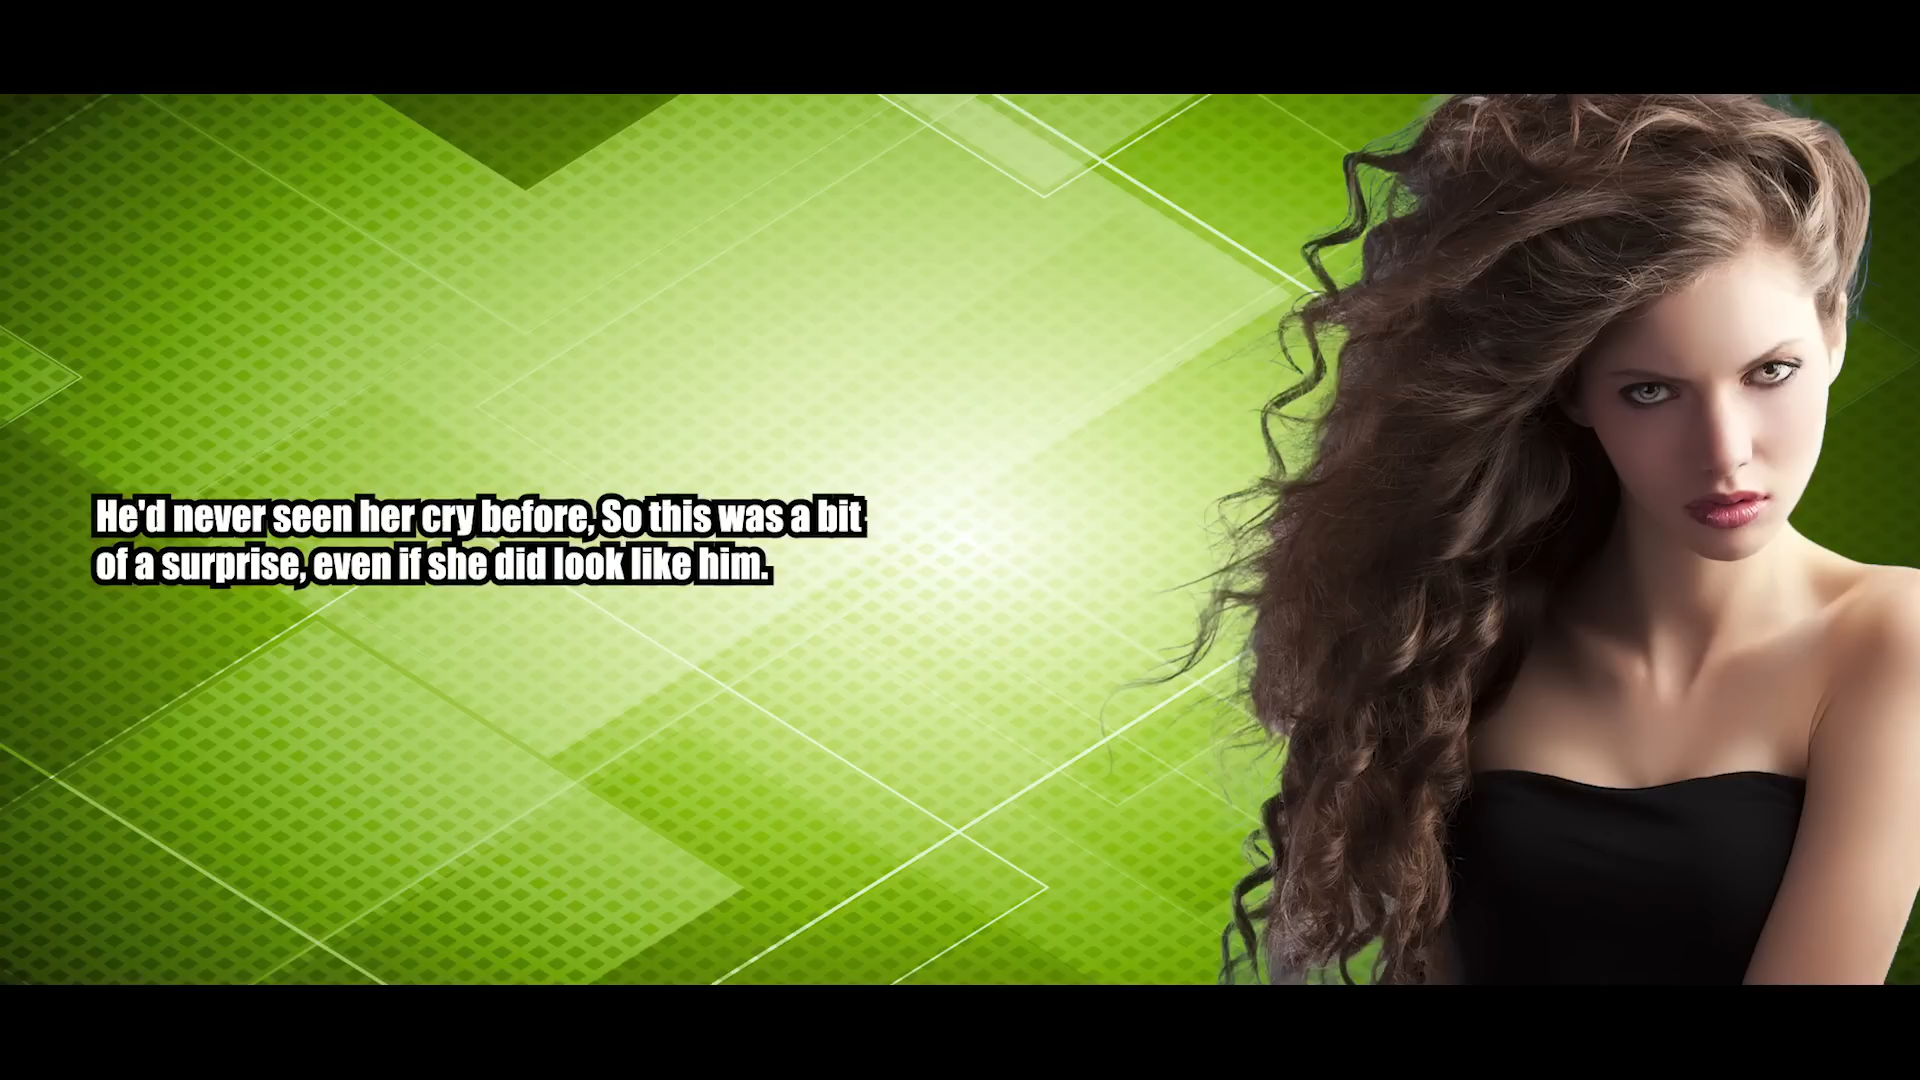 He'd never seen her cry before, So this was a bit
of a surprise, even if she did look like him.